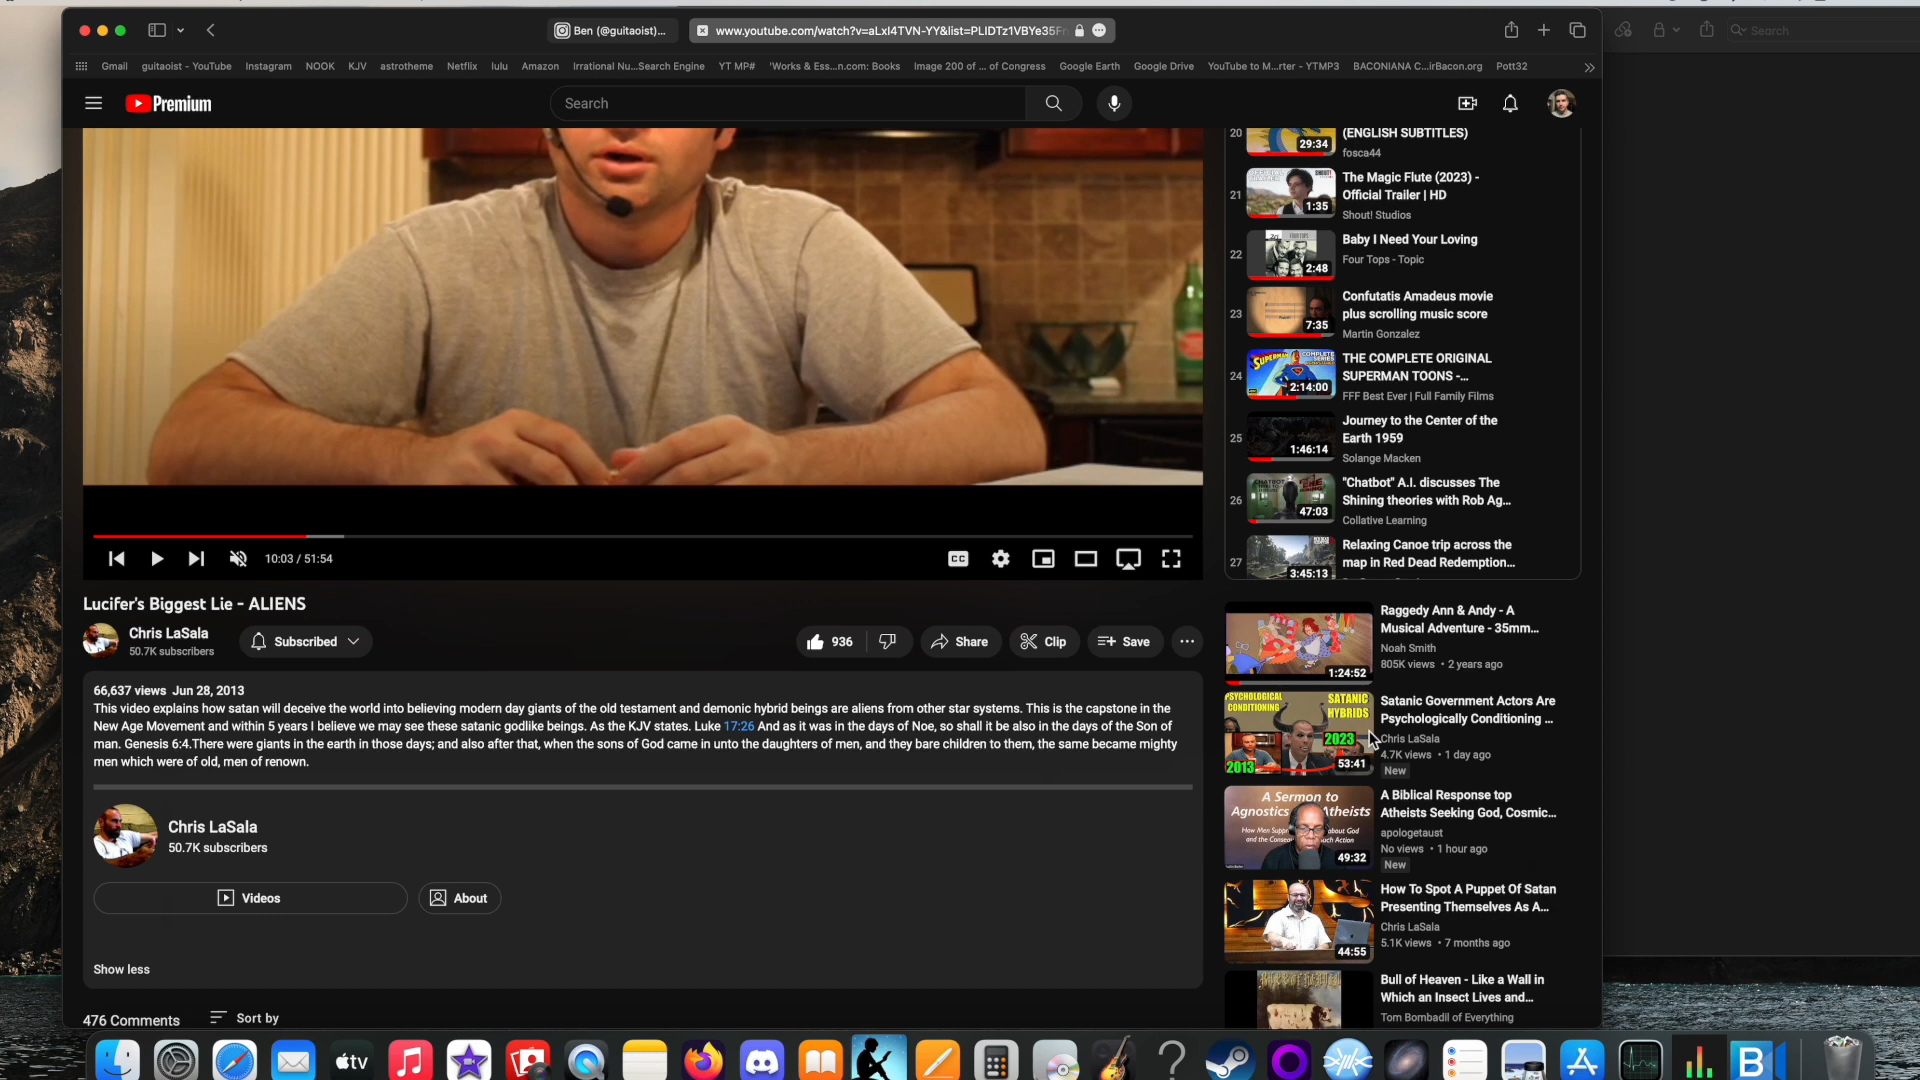 Search
Ben (@guitaoist)...
www.youtube.com/watch?v=aLxI4TVN-YY&list=PLIDTz1VBYe35F
Gmail
guitaoist - YouTube
Instagram
NOOK
KJV
astrotheme
Netflix
lulu
Amazon
Irrational Nu...Search Engine
YT MP#
'Works & Ess...n.com: Books
Image 200 of ... of Congress
Google Earth
Google Drive
YouTube to M...rter - YTMP3
BACONIANA C...irBacon.org
Pott32
Premium
Search
20
29:34
(ENGLISH SUBTITLES)
fosca44
21
1:35
The Magic Flute (2023) -
Official Trailer | HD
Shout! Studios
22
2:48
Baby I Need Your Loving
Four Tops - Topic
23
7:35
Confutatis Amadeus movie
plus scrolling music score
Martin Gonzalez
24
SUPERMAN
COMPLETE
2:14:00
THE COMPLETE ORIGINAL
SUPERMAN TOONS -...
FFF Best Ever | Full Family Films
25
1:46:14
Journey to the Center of the
Earth 1959
Solange Macken
26
47:03
"Chatbot" A.I. discusses The
Shining theories with Rob Ag...
Collative Learning
27
3:45:13
Relaxing Canoe trip across the
map in Red Dead Redemption...
10:03 / 51:54
CC
Lucifer's Biggest Lie - ALIENS
Chris LaSala
50.7K subscribers
Subscribed
936
Share
Clip
Save
66,637 views Jun 28, 2013
This video explains how satan will deceive the world into believing modern day giants of the old testament and demonic hybrid beings are aliens from other star systems. This is the capstone in the
New Age Movement and within 5 years I believe we may see these satanic godlike beings. As the KJV states. Luke 17:26 And as it was in the days of Noe, so shall it be also in the days of the Son of
man. Genesis 6:4.There were giants in the earth in those days; and also after that, when the sons of God came in unto the daughters of men, and they bare children to them, the same became mighty
men which were of old, men of renown.
Chris LaSala
50.7K subscribers
Videos
About
Show less
476 Comments
Sort by
1:24:52
Raggedy Ann & Andy - A
Musical Adventure - 35mm...
Noah Smith
805K views • 2 years ago
PSYCHOLOGICAL
CONDITIONING
SATANIC
HYBRIDS
2023
2013
53:41
Satanic Government Actors Are
Psychologically Conditioning ...
Chris LaSala
4.7K views • 1 day ago
New
A Sermon to
Agnostics Atheists
49:32
A Biblical Response top
Atheists Seeking God, Cosmic...
apologetaust
No views • 1 hour ago
New
44:55
How To Spot A Puppet Of Satan
Presenting Themselves As A...
Chris LaSala
5.1K views • 7 months ago
Bull of Heaven - Like a Wall in
Which an Insect Lives and...
Tom Bombadil of Everything
tv
?
B